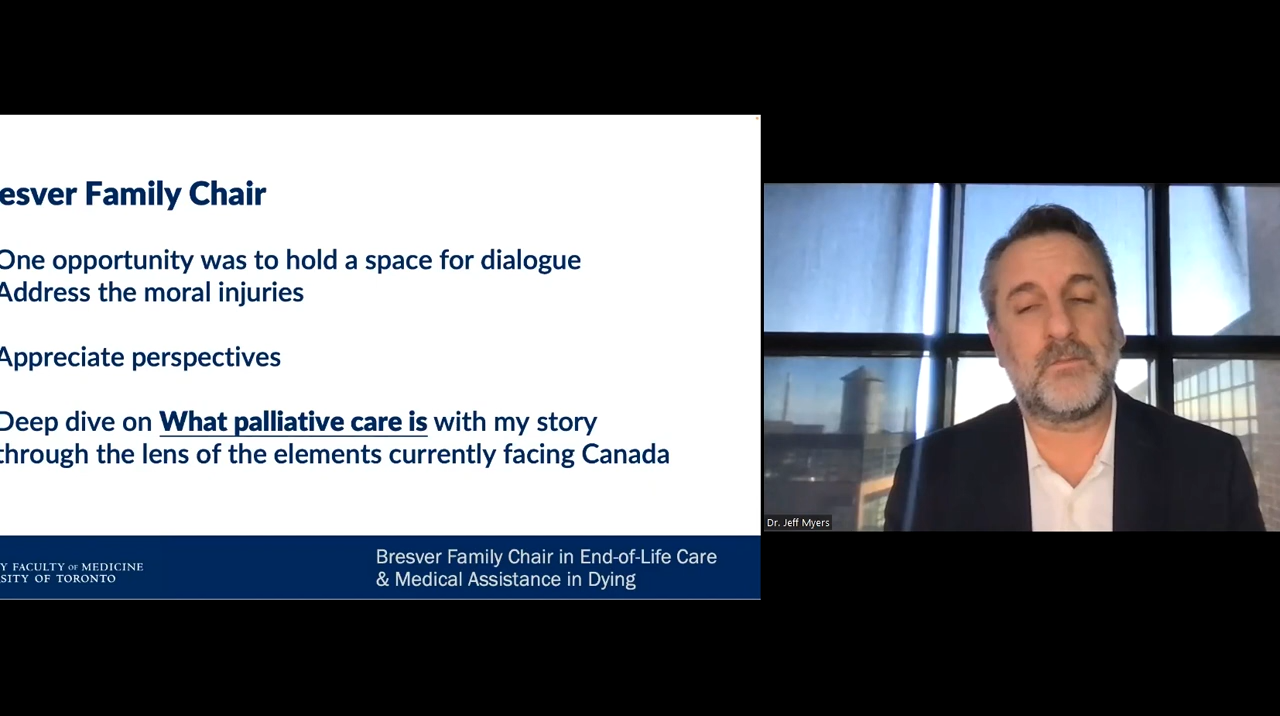 esver Family Chair
One opportunity was to hold a space for dialogue
Address the moral injuries
Appreciate perspectives
Deep dive on What palliative care is with my story
through the lens of the elements currently facing Canada
Y FACULTY OF MEDICINE
SITY OF TORONTO
Bresver Family Chair in End-of-Life Care
& Medical Assistance in Dying
Dr. Jeff Myers